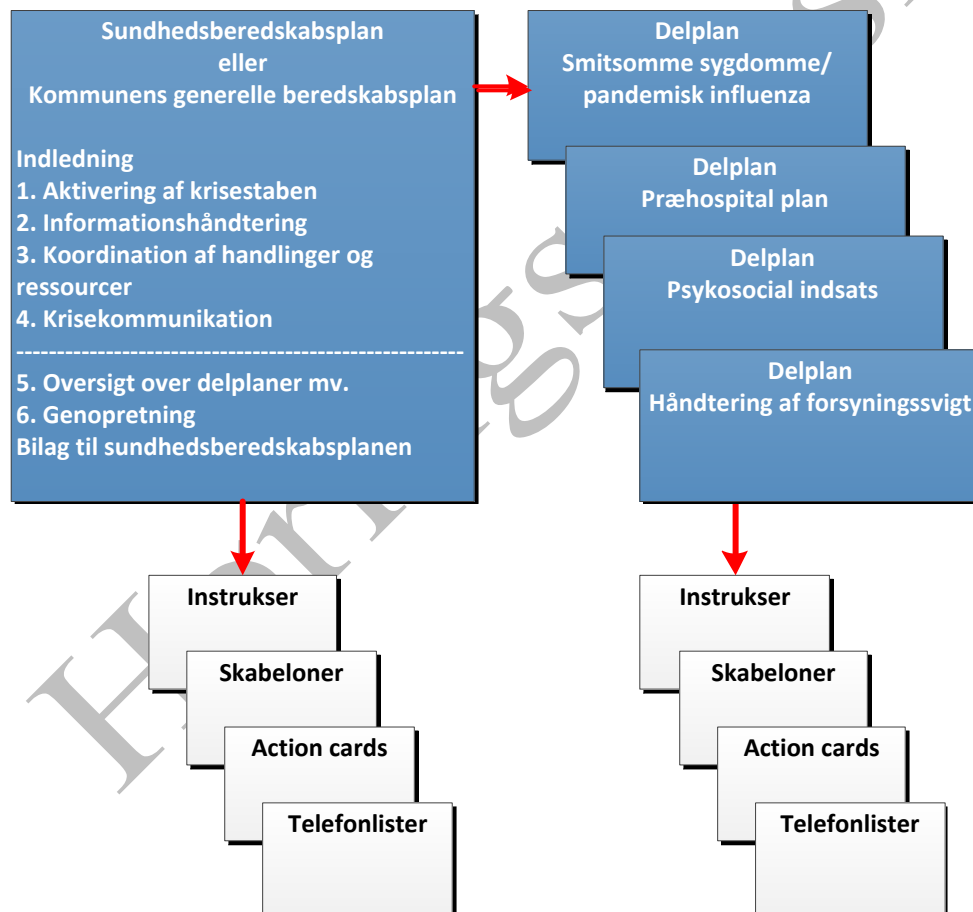 Sundhedsberedskabsplan
eller
Kommunens generelle beredskabsplan
Indledning
1. Aktivering af krisestaben
2. Informationshåndtering
3. Koordination af handlinger og
ressourcer
4. Krisekommunikation
-------------------------------------------------------
5. Oversigt over delplaner mv.
6. Genopretning
Bilag til sundhedsberedskabsplanen
Delplan
Smitsomme sygdomme/
pandemisk influenza
Delplan
Præhospital plan
Delplan
Psykosocial indsats
Delplan
Håndtering af forsyningssvigt
Instrukser
Skabeloner
Action cards
Telefonlister
Instrukser
Skabeloner
Action cards
Telefonlister